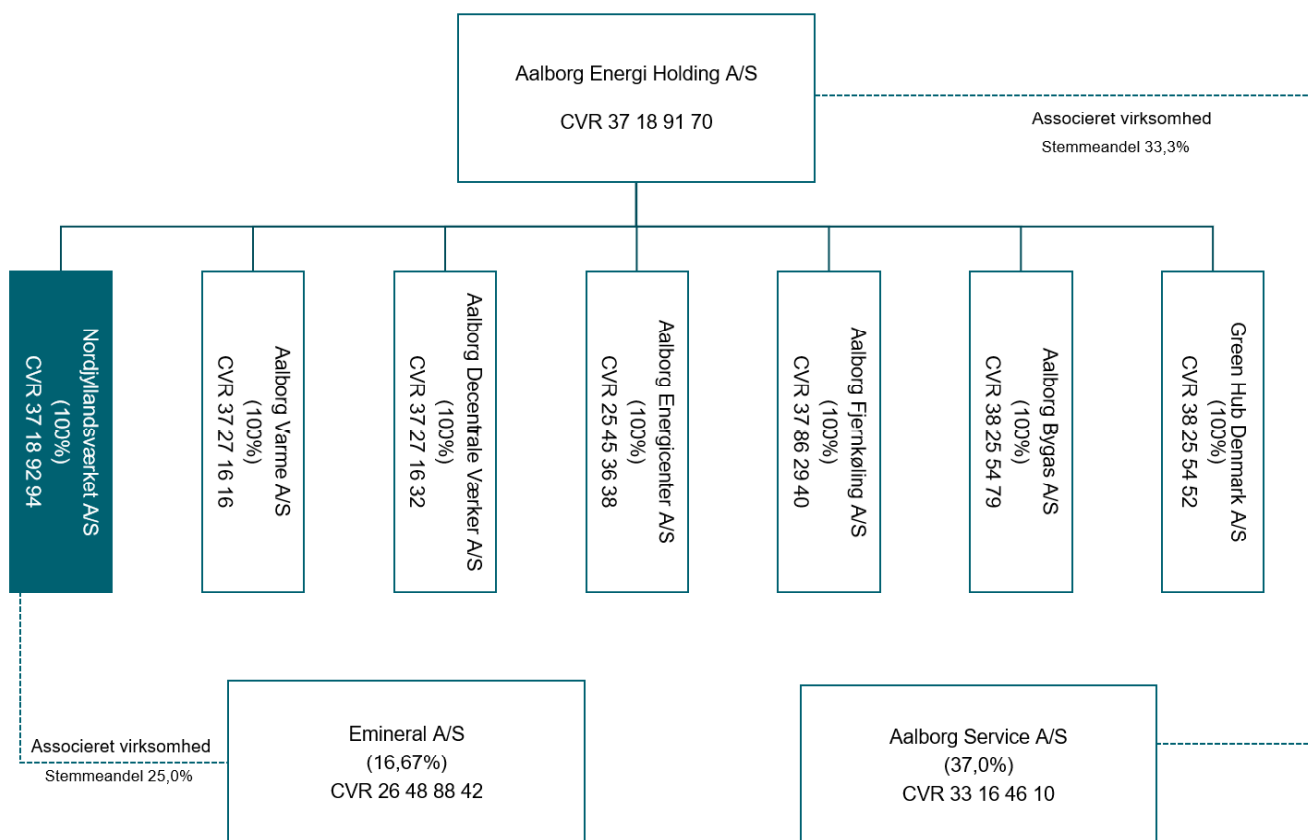 Aalborg Energi Holding A/S
CVR 37 18 91 70
Associeret virksomhed
Stemmeandel 33,3%
Nordjyllandsværket A/S
(100%)
CVR 37 18 92 94
Aalborg Varme A/S
(100%)
CVR 37 27 16 16
Aalborg Decentrale Værker A/S
(100%)
CVR 37 27 16 32
Aalborg Energicenter A/S
(100%)
CVR 25 45 36 38
Aalborg Fjernkøling A/S
(100%)
CVR 37 86 29 40
Aalborg Bygas A/S
(100%)
CVR 38 25 54 79
Green Hub Denmark A/S
(100%)
CVR 38 25 54 52
Associeret virksomhed
Stemmeandel 25,0%
Emineral A/S
(16,67%)
CVR 26 48 88 42
Aalborg Service A/S
(37,0%)
CVR 33 16 46 10